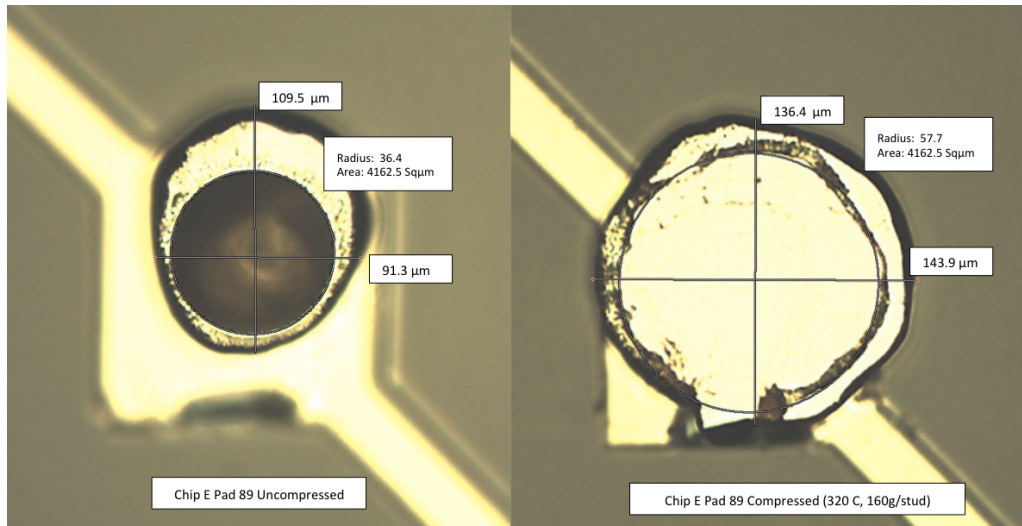 109.5 µm
Radius: 36.4
Area: 4162.5 Sqµm
91.3 µm
Chip E Pad 89 Uncompressed
136.4 µm
Radius: 57.7
Area: 4162.5 Sqµm
143.9 µm
Chip E Pad 89 Compressed (320 C, 160g/stud)